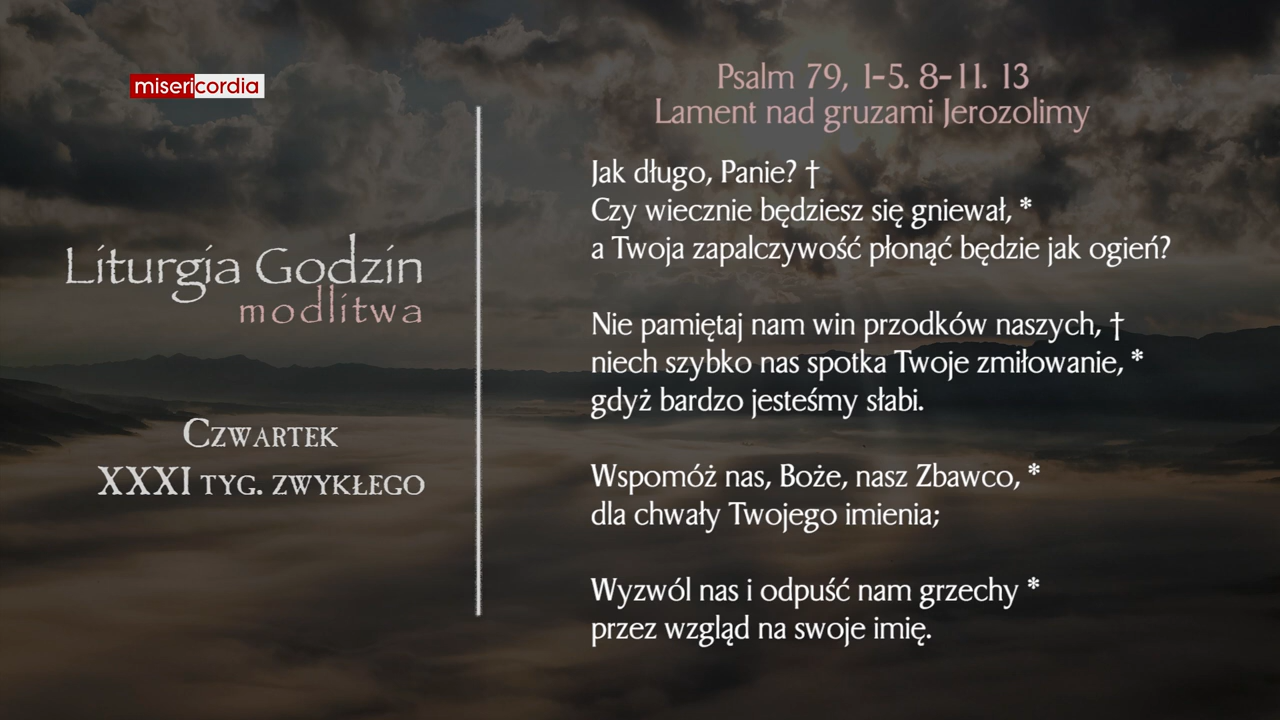 misericordia
Liturgia Godzin
modlitwa
Czwartek
XXXI tyg. zwykłego
Psalm 79, 1-5. 8-11. 13
Lament nad gruzami Jerozolimy
Jak długo, Panie? †
Czy wiecznie będziesz się gniewał, *
a Twoja zapalczywość płonąć będzie jak ogień?
Nie pamiętaj nam win przodków naszych, †
niech szybko nas spotka Twoje zmiłowanie, *
gdyż bardzo jesteśmy słabi.
Wspomóż nas, Boże, nasz Zbawco, *
dla chwały Twojego imienia;
Wyzwól nas i odpuść nam grzechy *
przez wzgląd na swoje imię.